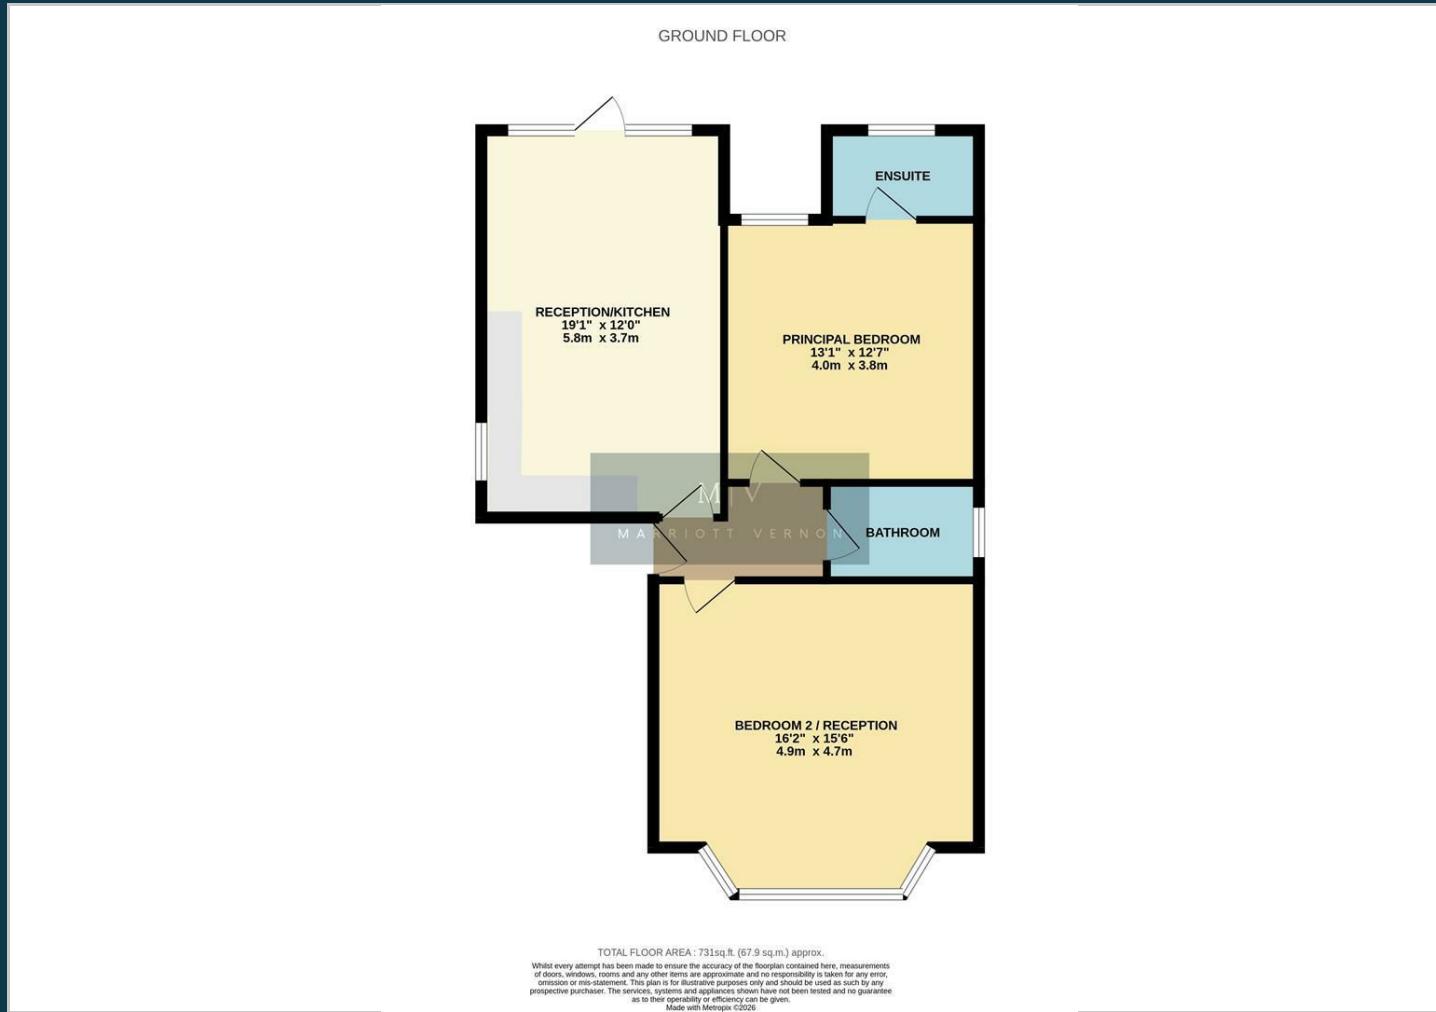 GROUND FLOOR
ENSUITE
RECEPTION/KITCHEN
19'1" x 12'0"
5.8m x 3.7m
PRINCIPAL BEDROOM
13'1" x 12'7"
4.0m x 3.8m
M|V
MARRIOTT VERNON
BATHROOM
BEDROOM 2 / RECEPTION
16'2" x 15'6"
4.9m x 4.7m
TOTAL FLOOR AREA : 731sq.ft. (67.9 sq.m.) approx.
Whilst every attempt has been made to ensure the accuracy of the floorplan contained here, measurements
of doors, windows, rooms and any other items are approximate and no responsibility is taken for any error,
omission or mis-statement. This plan is for illustrative purposes only and should be used as such by any
prospective purchaser. The services, systems and appliances shown have not been tested and no guarantee
as to their operability or efficiency can be given.
Made with Metropix ©2026